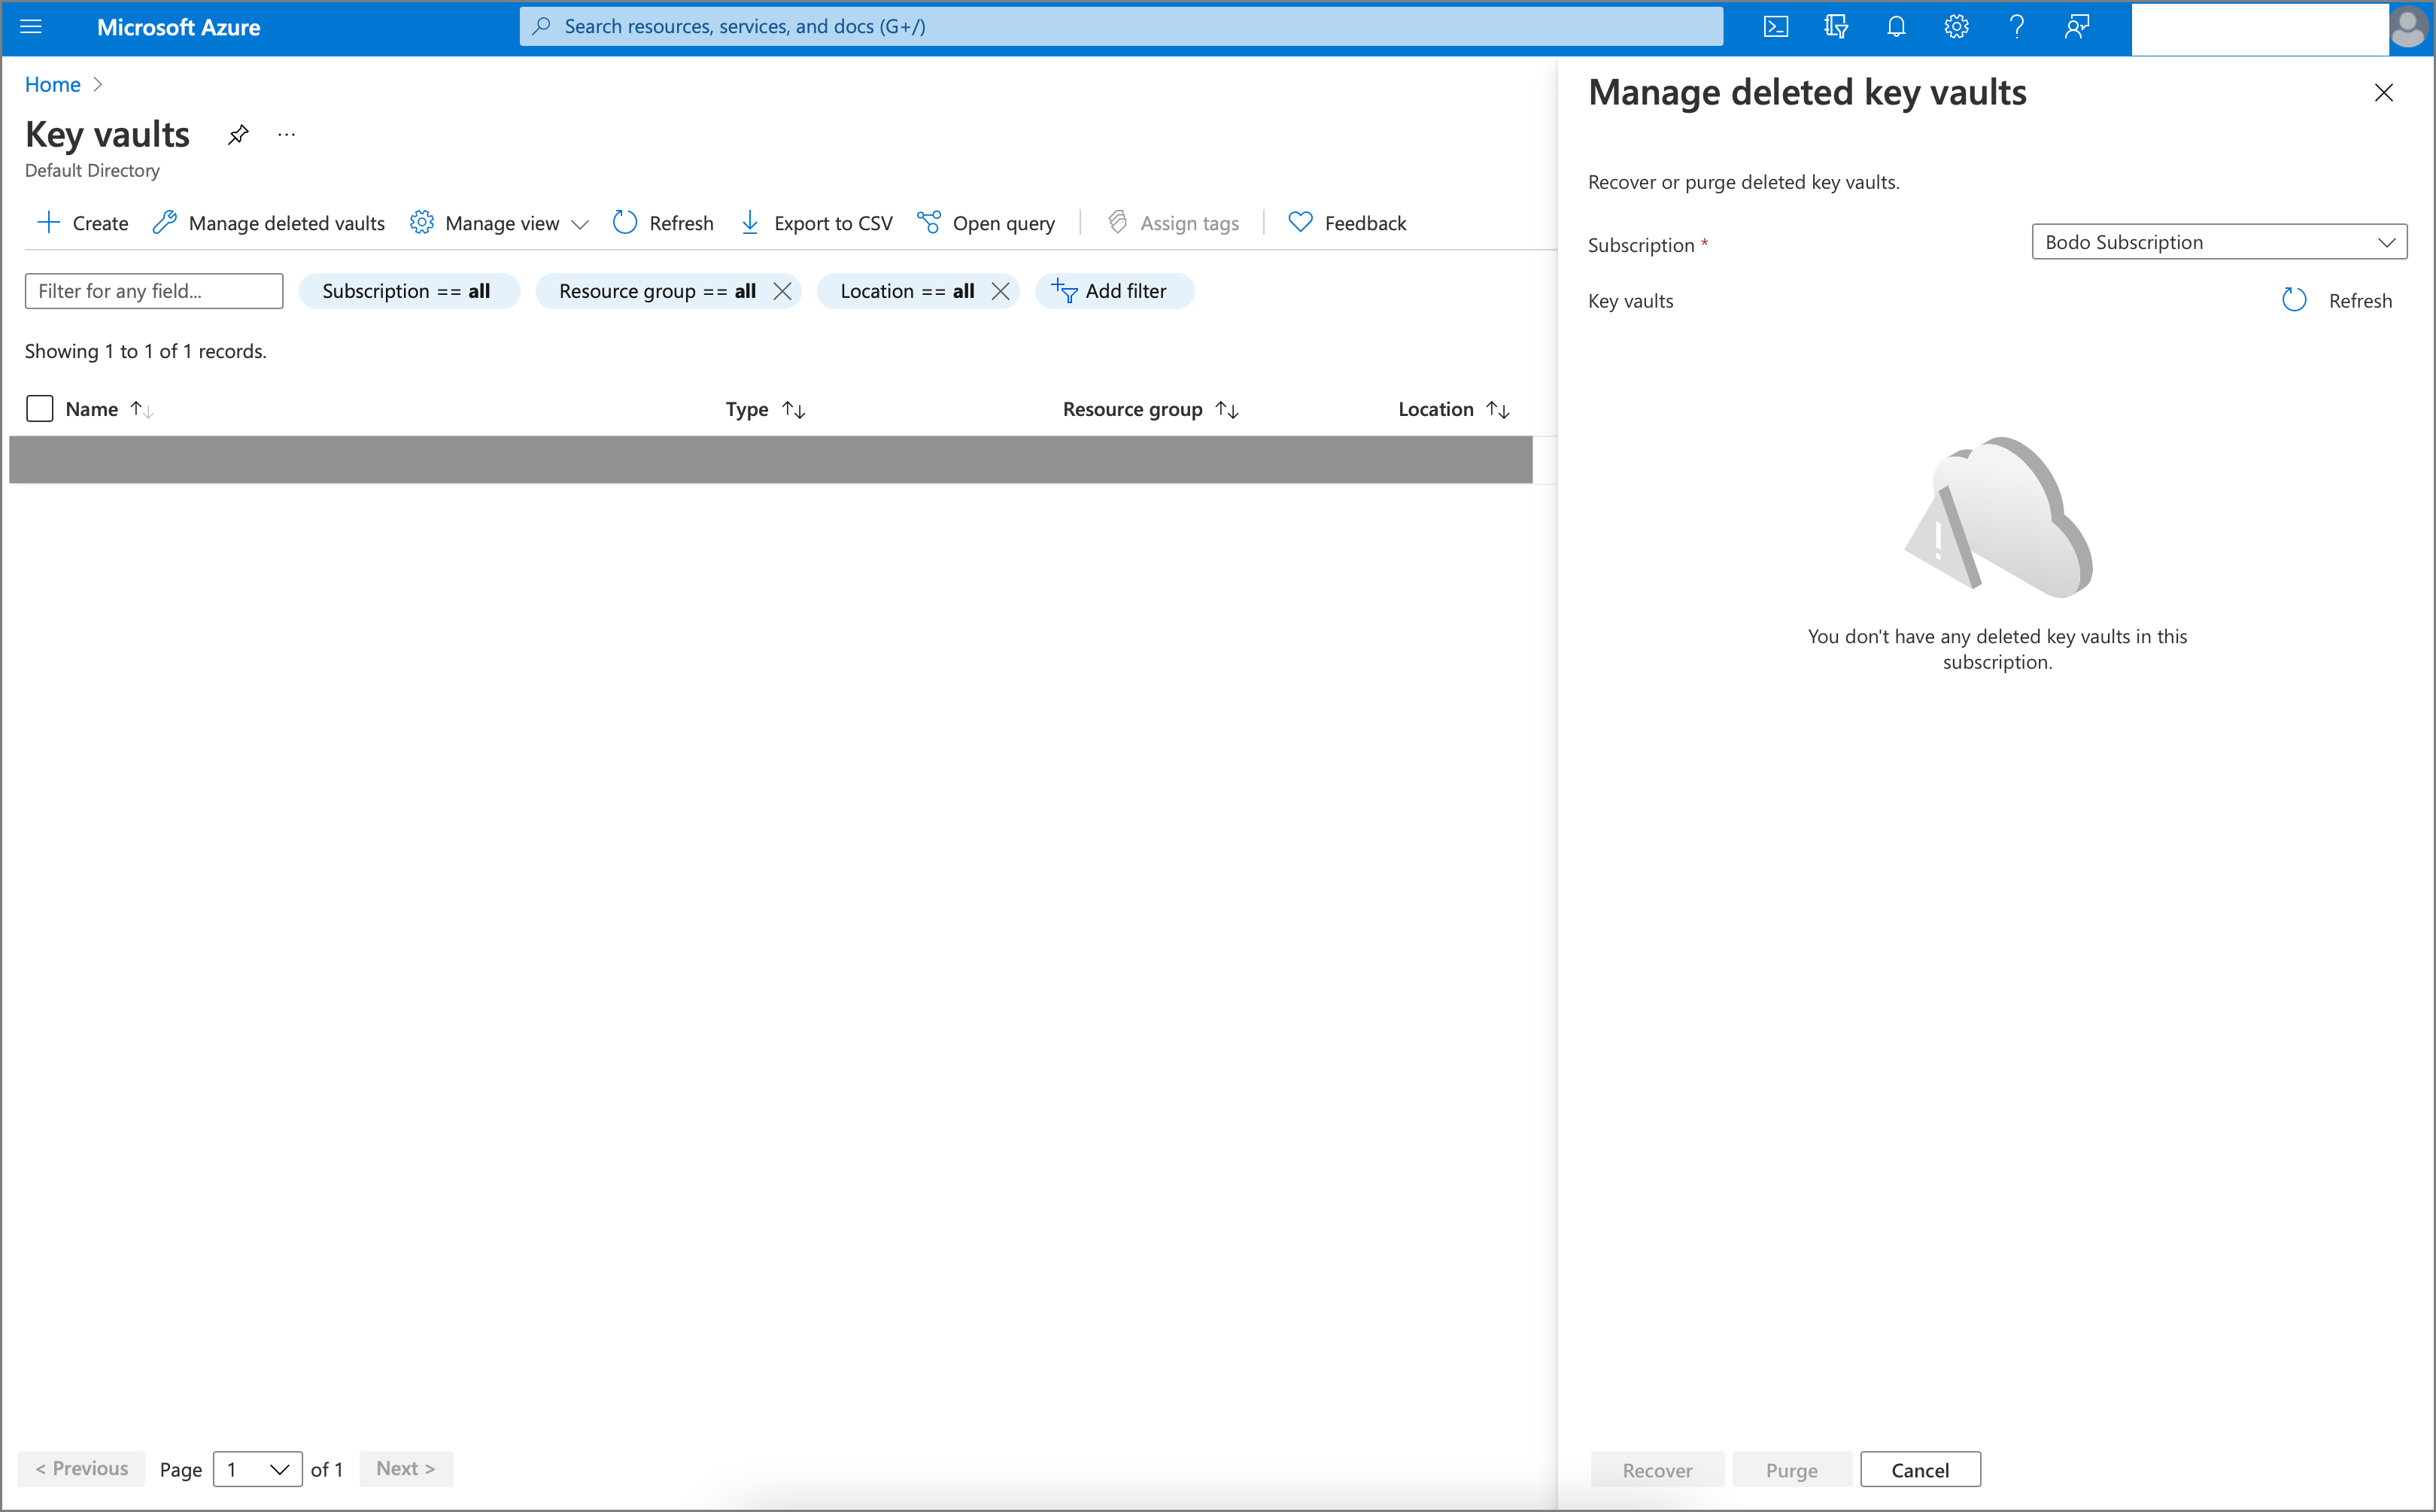 Microsoft Azure
Search resources, services, and docs (G+/)
Home
Key vaults
Default Directory
Create Manage deleted vaults Manage view Refresh Export to CSV Open query Assign tags Feedback
Filter for any field... Subscription == all Resource group == all Location == all Add filter
Showing 1 to 1 of 1 records.
Name Type Resource group Location
< Previous Page 1 of 1 Next >
Manage deleted key vaults
Recover or purge deleted key vaults.
Subscription * Bodo Subscription
Key vaults Refresh
You don't have any deleted key vaults in this
subscription.
Recover Purge Cancel